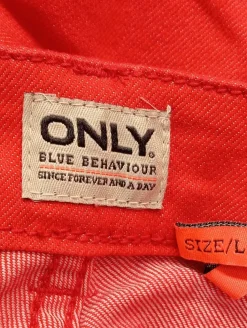 ONLY
BLUE BEHAVIOUR
SINCE FOREVER AND A DAY
SIZE/L